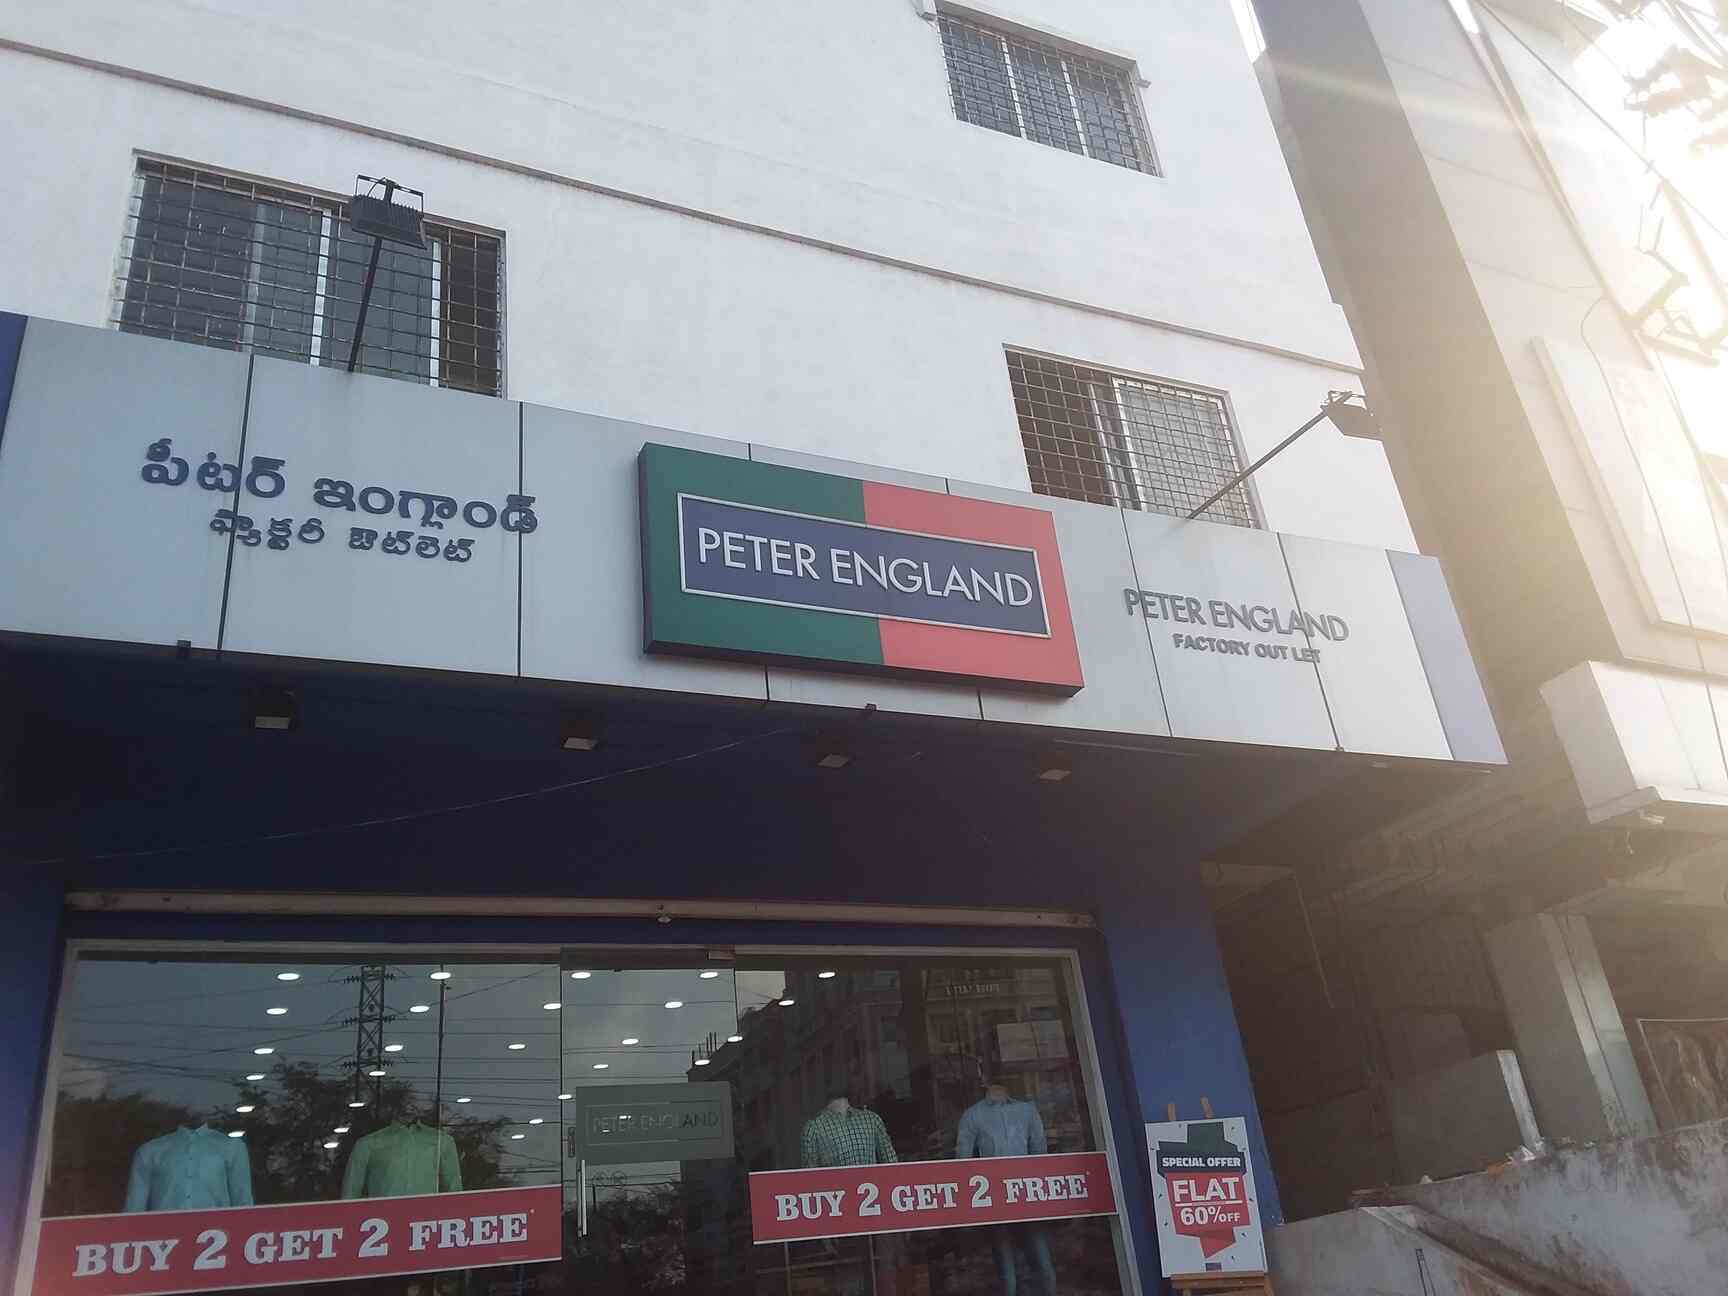 పీటర్ ఇంగ్లాండ్
ఫ్యాక్టరీ ఔట్‌లెట్
PETER ENGLAND
PETER ENGLAND
FACTORY OUT LET
PETER ENGLAND
BUY 2 GET 2 FREE*
BUY 2 GET 2 FREE*
SPECIAL OFFER
FLAT
60% OFF